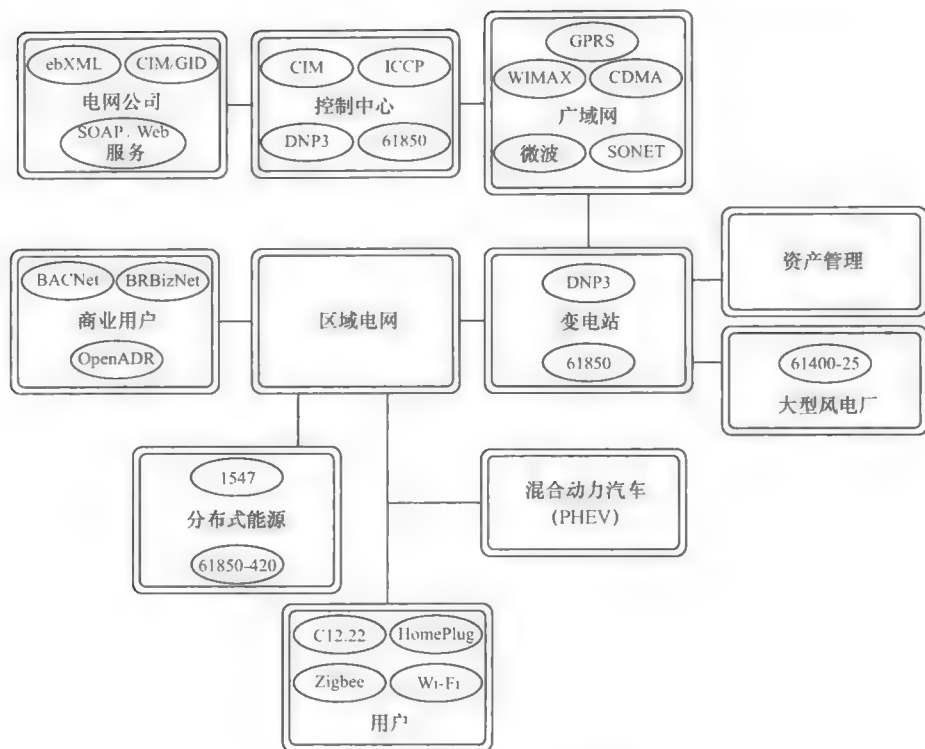 ebXML
CIM/GID
电网公司
SOAP、Web
服务
CIM
ICCP
控制中心
DNP3
61850
GPRS
WIMAX
CDMA
广域网
微波
SONET
BACNet
BRBizNet
商业用户
OpenADR
区域电网
DNP3
变电站
61850
资产管理
61400-25
大型风电厂
1547
分布式能源
61850-420
混合动力汽车
(PHEV)
C12.22
HomePlug
Zigbee
Wi-Fi
用户